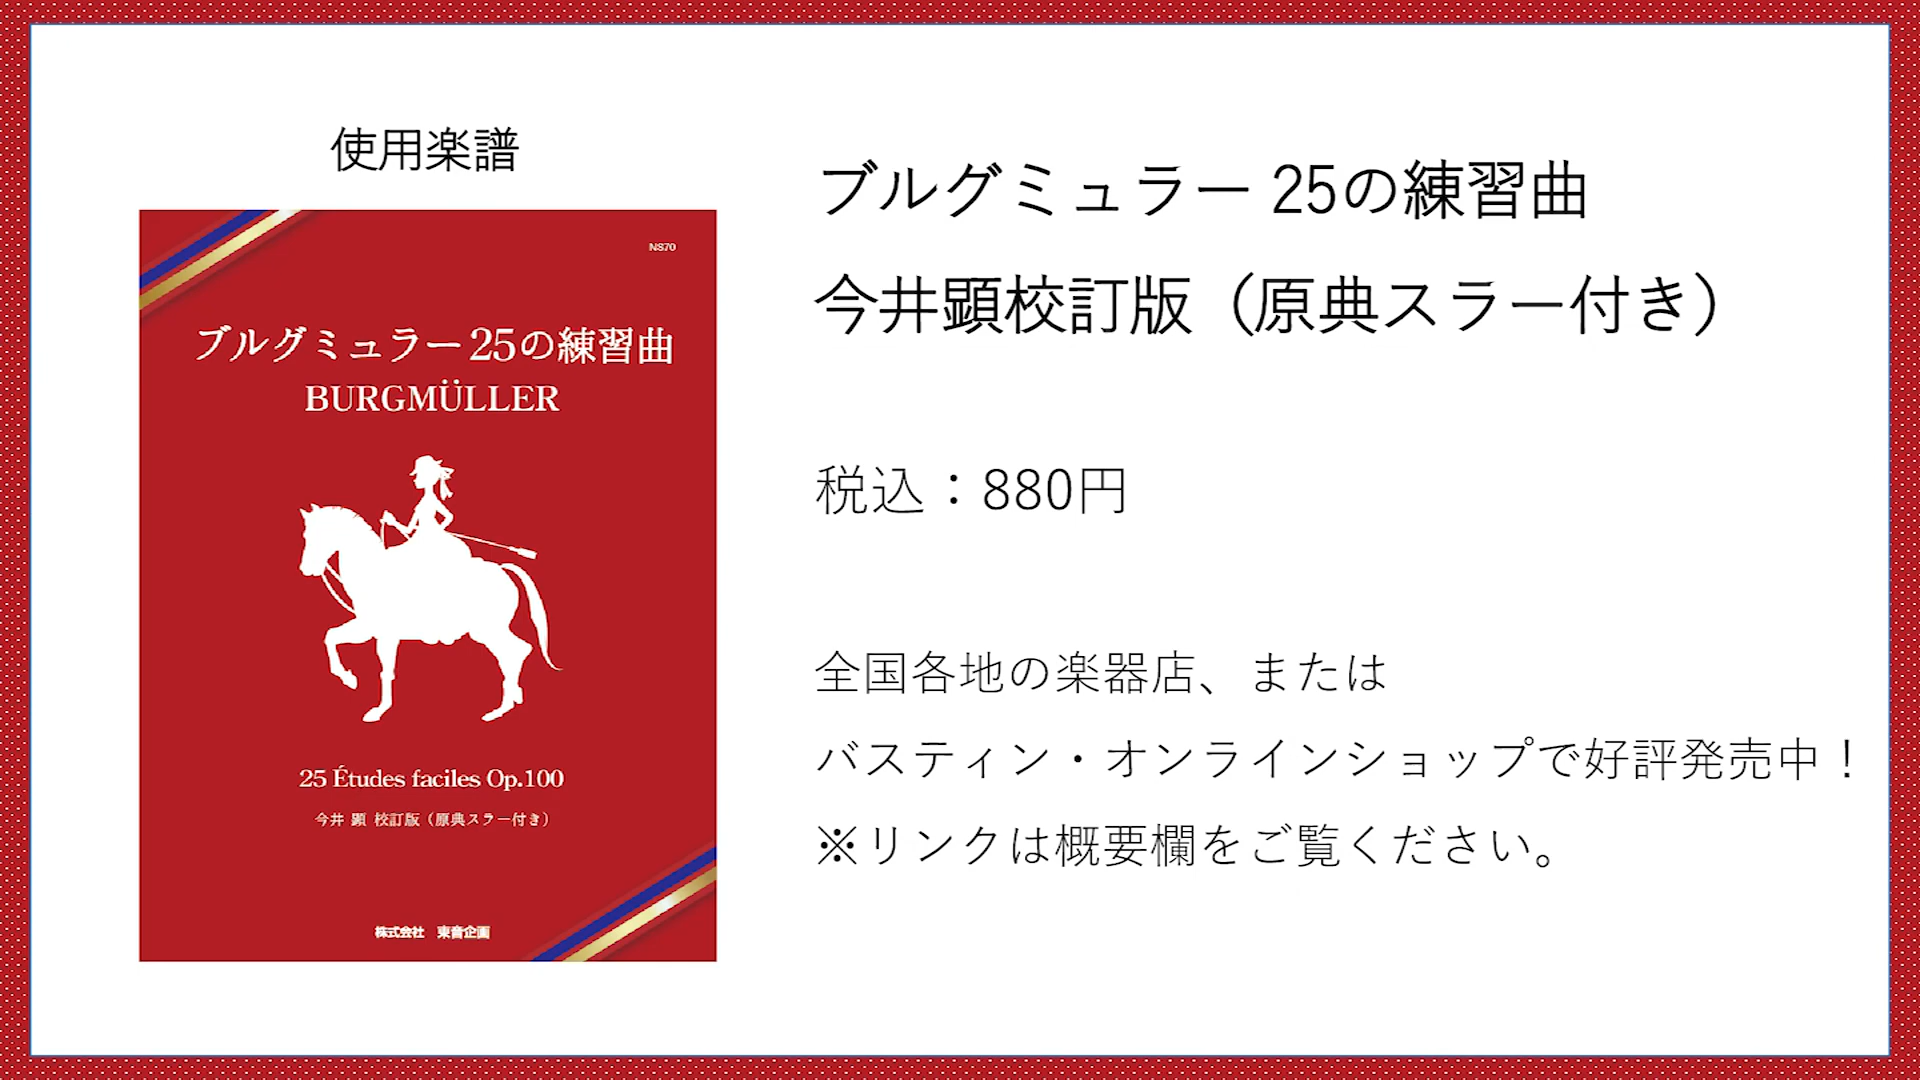 使用楽譜
NS70
ブルグミュラー25の練習曲
BURGMÜLLER
25 Études faciles Op.100
今井 顕 校訂版（原典スラー付き）
株式会社 東音企画
ブルグミュラー 25の練習曲
今井顕校訂版（原典スラー付き）
税込：880円
全国各地の楽器店、または
バスティン・オンラインショップで好評発売中！
※リンクは概要欄をご覧ください。